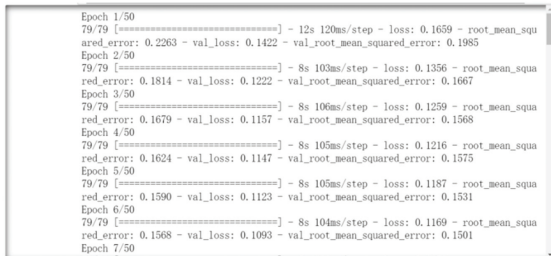 Epoch 1/50
79/79 [==============================] - 12s 120ms/step - loss: 0.1659 - root_mean_squ
ared_error: 0.2263 - val_loss: 0.1422 - val_root_mean_squared_error: 0.1985
Epoch 2/50
79/79 [==============================] - 8s 103ms/step - loss: 0.1356 - root_mean_squa
red_error: 0.1814 - val_loss: 0.1222 - val_root_mean_squared_error: 0.1667
Epoch 3/50
79/79 [==============================] - 8s 106ms/step - loss: 0.1259 - root_mean_squa
red_error: 0.1679 - val_loss: 0.1157 - val_root_mean_squared_error: 0.1568
Epoch 4/50
79/79 [==============================] - 8s 105ms/step - loss: 0.1216 - root_mean_squa
red_error: 0.1624 - val_loss: 0.1147 - val_root_mean_squared_error: 0.1575
Epoch 5/50
79/79 [==============================] - 8s 105ms/step - loss: 0.1187 - root_mean_squa
red_error: 0.1590 - val_loss: 0.1123 - val_root_mean_squared_error: 0.1531
Epoch 6/50
79/79 [==============================] - 8s 104ms/step - loss: 0.1169 - root_mean_squa
red_error: 0.1568 - val_loss: 0.1093 - val_root_mean_squared_error: 0.1501
Epoch 7/50